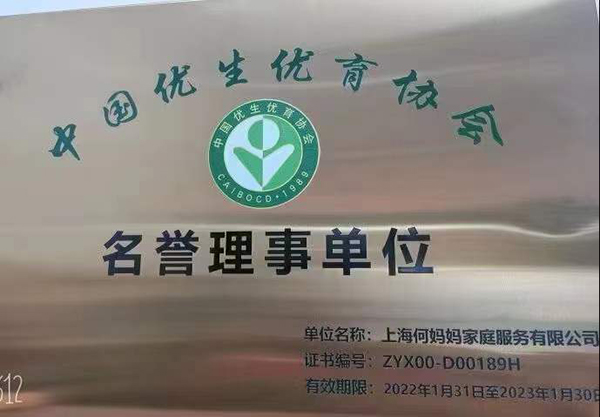 中国优生优育协会
中国优生优育协会
CAIBOCD·1989
名誉理事单位
单位名称：上海何妈妈家庭服务有限公司
证书编号：ZYX00-D00189H
有效期限：2022年1月31日至2023年1月30日